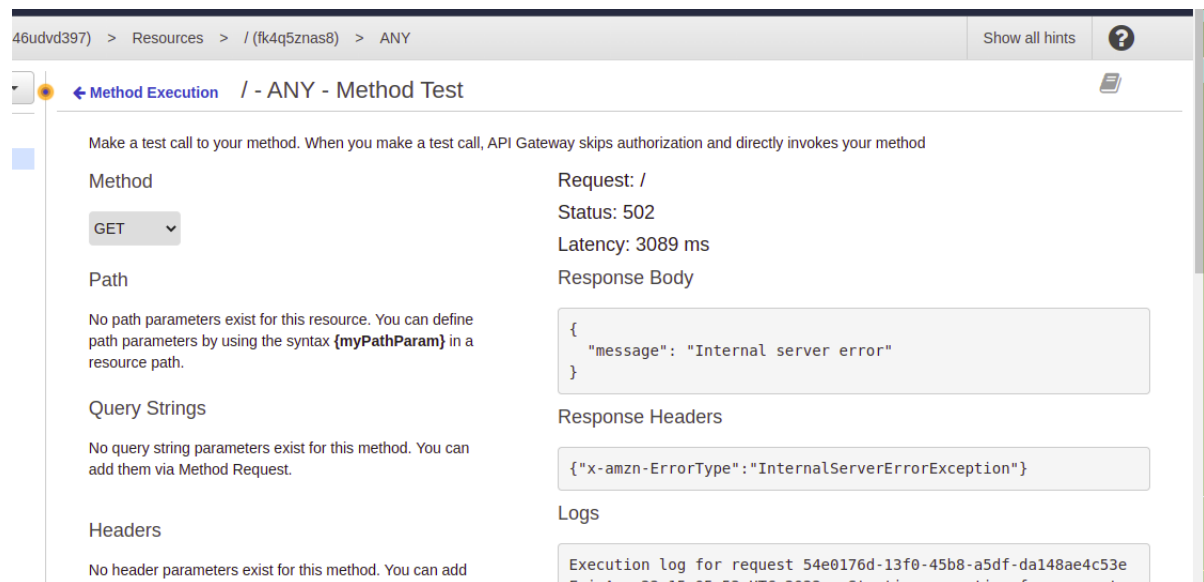 46udvd397) > Resources > / (fk4q5znas8) > ANY
Show all hints
Method Execution / - ANY - Method Test
Make a test call to your method. When you make a test call, API Gateway skips authorization and directly invokes your method
Method
GET
Path
No path parameters exist for this resource. You can define
path parameters by using the syntax {myPathParam} in a
resource path.
Query Strings
No query string parameters exist for this method. You can
add them via Method Request.
Headers
No header parameters exist for this method. You can add
Request: /
Status: 502
Latency: 3089 ms
Response Body
{
"message": "Internal server error"
}
Response Headers
{"x-amzn-ErrorType":"InternalServerErrorException"}
Logs
Execution log for request 54e0176d-13f0-45b8-a5df-da148ae4c53e